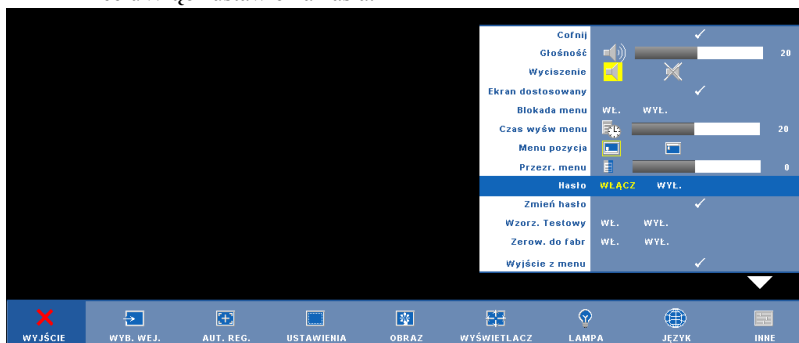 Cofnij
Głośność 20
Wyciszenie
Ekran dostosowany
Blokada menu WŁ. WYŁ.
Czas wyśw menu 20
Menu pozycja
Przezr. menu 0
Hasło WŁĄCZ WYŁ.
Zmień hasło
Wzorz. Testowy WŁ. WYŁ.
Zerow. do fabr WŁ. WYŁ.
Wyjście z menu
WYJŚCIE WYB. WEJ. AUT. REG. USTAWIENIA OBRAZ WYŚWIETLACZ LAMPA JĘZYK INNE